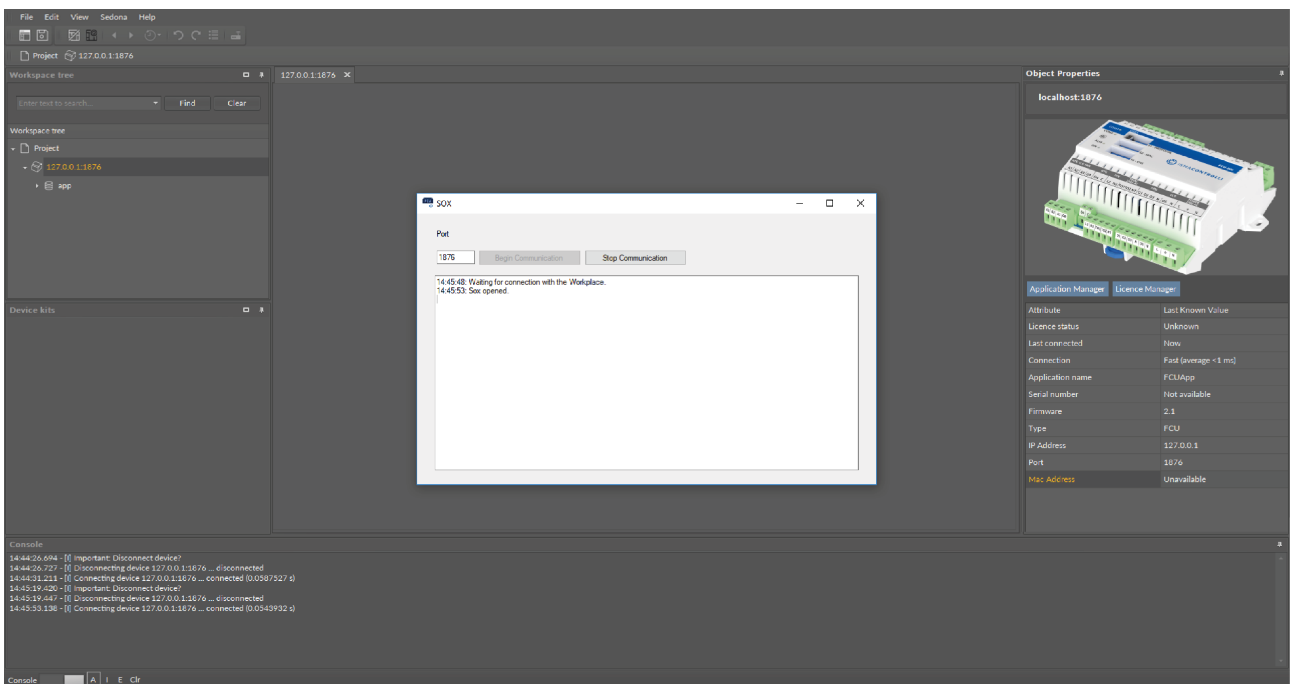 File Edit View Sedona Help
Project 127.0.0.1:1876
Workspace tree
Enter text to search... Find Clear
Workspace tree
Project
127.0.0.1:1876
app
Device kits
127.0.0.1:1876
SOX
Port
1876 Begin Communication Stop Communication
14:45:48: Waiting for connection with the Workplace.
14:45:53: Sox opened.
Object Properties
localhost:1876
Application Manager Licence Manager
Attribute Last Known Value
Licence status Unknown
Last connected Now
Connection Fast (average <1 ms)
Application name FCUApp
Serial number Not available
Firmware 2.1
Type FCU
IP Address 127.0.0.1
Port 1876
Mac Address Unavailable
Console
14:44:26.694 - [I] Important: Disconnect device?
14:44:26.727 - [I] Disconnecting device 127.0.0.1:1876 ... disconnected
14:44:31.211 - [I] Connecting device 127.0.0.1:1876 ... connected (0.0587527 s)
14:45:19.420 - [I] Important: Disconnect device?
14:45:19.447 - [I] Disconnecting device 127.0.0.1:1876 ... disconnected
14:45:53.138 - [I] Connecting device 127.0.0.1:1876 ... connected (0.0543932 s)
Console A I E Clr